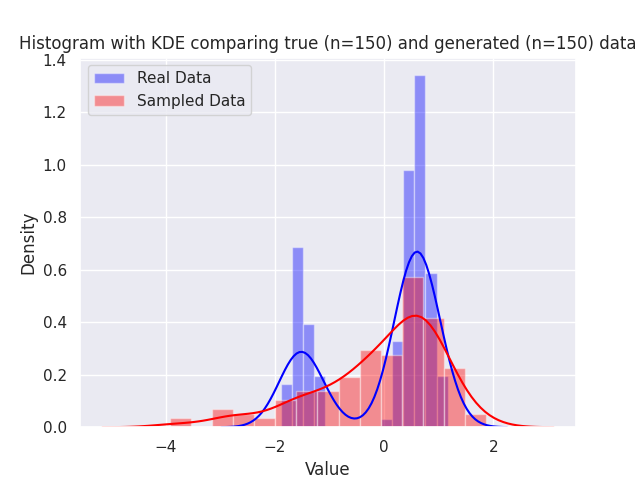 Histogram with KDE comparing true (n=150) and generated (n=150) data
Real Data
Sampled Data
1.4
1.2
1.0
0.8
0.6
0.4
0.2
0.0
Density
−4
−2
0
2
Value